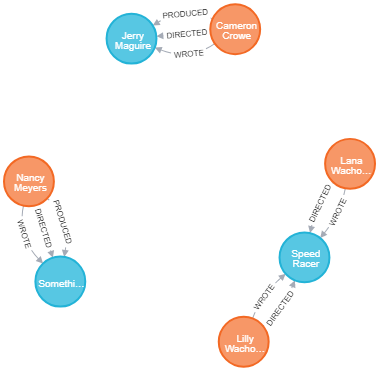 PRODUCED
Cameron
Crowe
Jerry
Maguire
DIRECTED
WROTE
Nancy
Meyers
WROTE
DIRECTED
PRODUCED
Somethi...
Lana
Wacho...
DIRECTED
WROTE
Speed
Racer
WROTE
DIRECTED
Lilly
Wacho...